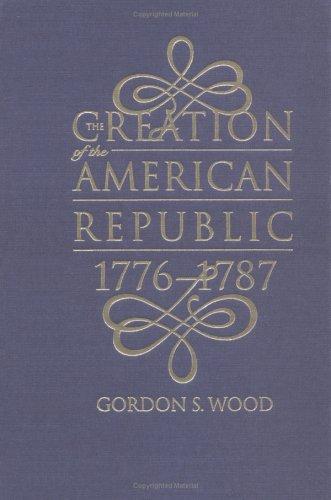 THE CREATION
of the
AMERICAN
REPUBLIC
1776–1787
GORDON S. WOOD